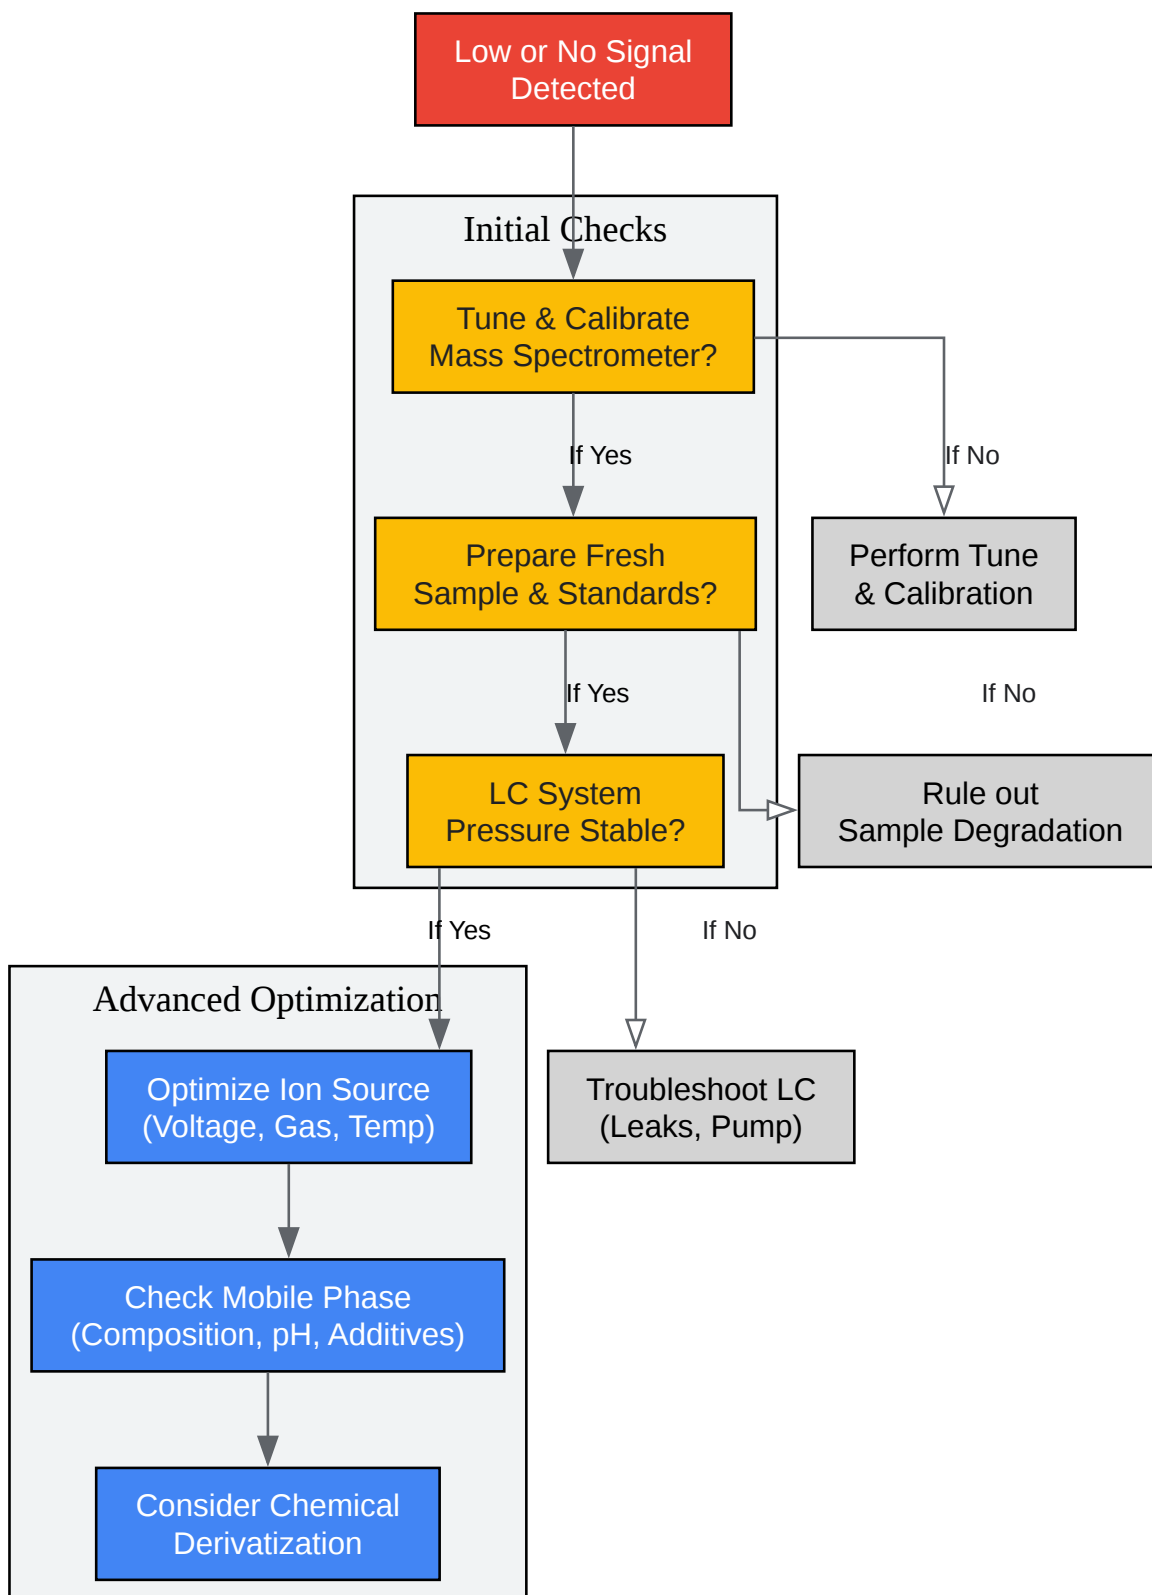 Low or No Signal
Detected
Initial Checks
Tune & Calibrate
Mass Spectrometer?
If Yes
If No
Prepare Fresh
Sample & Standards?
Perform Tune
& Calibration
If Yes
If No
LC System
Pressure Stable?
Rule out
Sample Degradation
If Yes
If No
Advanced Optimization
Optimize Ion Source
(Voltage, Gas, Temp)
Troubleshoot LC
(Leaks, Pump)
Check Mobile Phase
(Composition, pH, Additives)
Consider Chemical
Derivatization